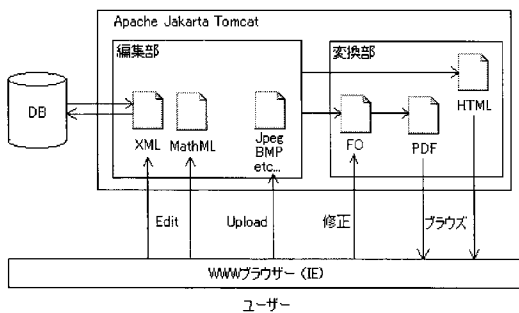 Apache Jakarta Tomcat
編集部
変換部
DB
XML
MathML
Jpeg
BMP
etc...
FO
PDF
HTML
Edit
Upload
修正
ブラウズ
WWWブラウザー (IE)
ユーザー